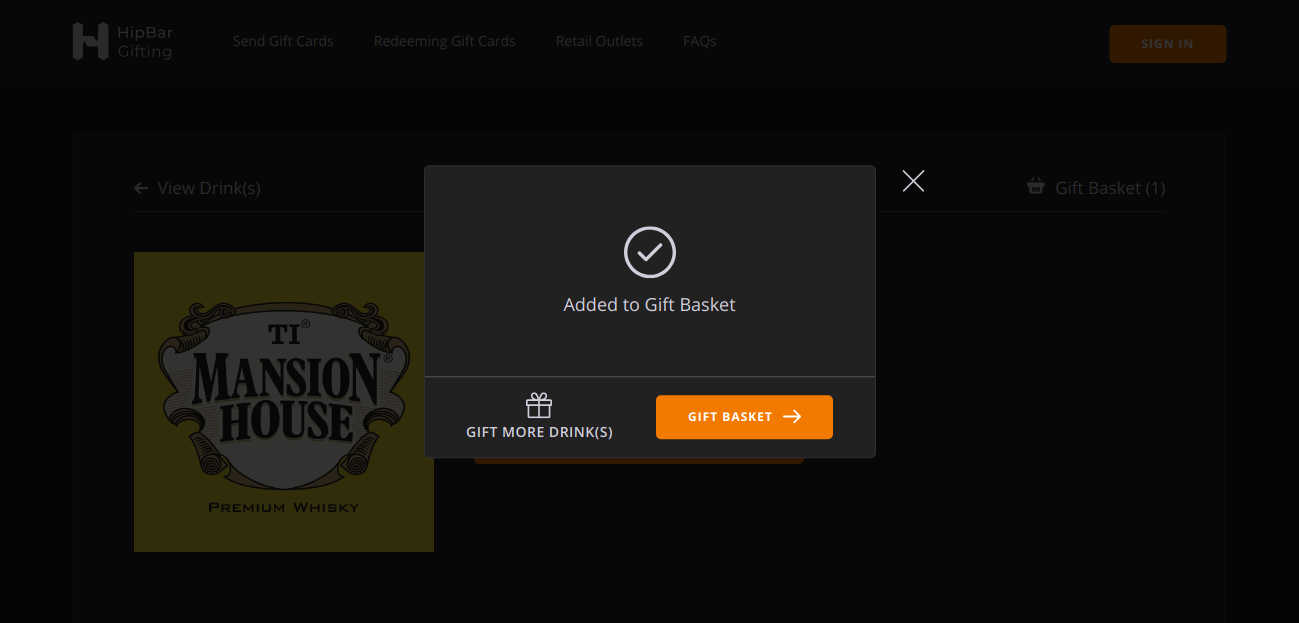 HipBar
Gifting
Send Gift Cards
Redeeming Gift Cards
Retail Outlets
FAQs
SIGN IN
View Drink(s)
Gift Basket (1)
TI®
MANSION®
HOUSE
PREMIUM WHISKY
Added to Gift Basket
GIFT MORE DRINK(S)
GIFT BASKET